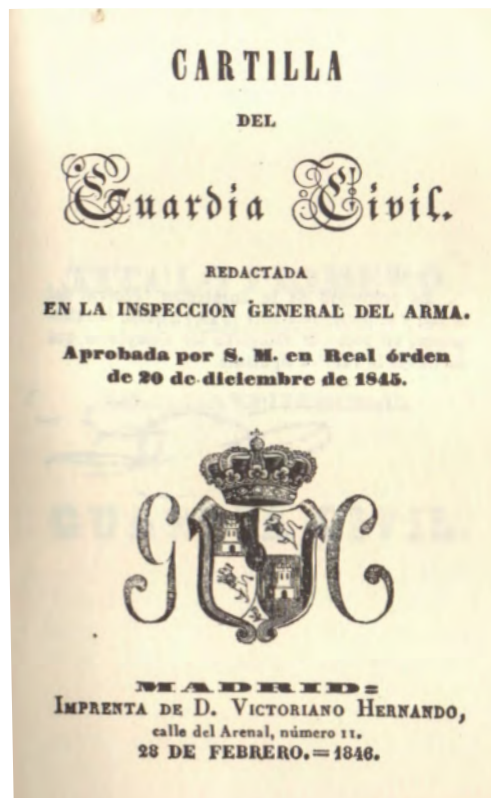 CARTILLA
DEL
Guardia Civil.
REDACTADA
EN LA INSPECCION GENERAL DEL ARMA.
Aprobada por S. M. en Real órden
de 20 de diciembre de 1845.
G C
MADRID:
IMPRENTA DE D. VICTORIANO HERNANDO,
calle del Arenal, número 11.
28 DE FEBRERO.=1846.